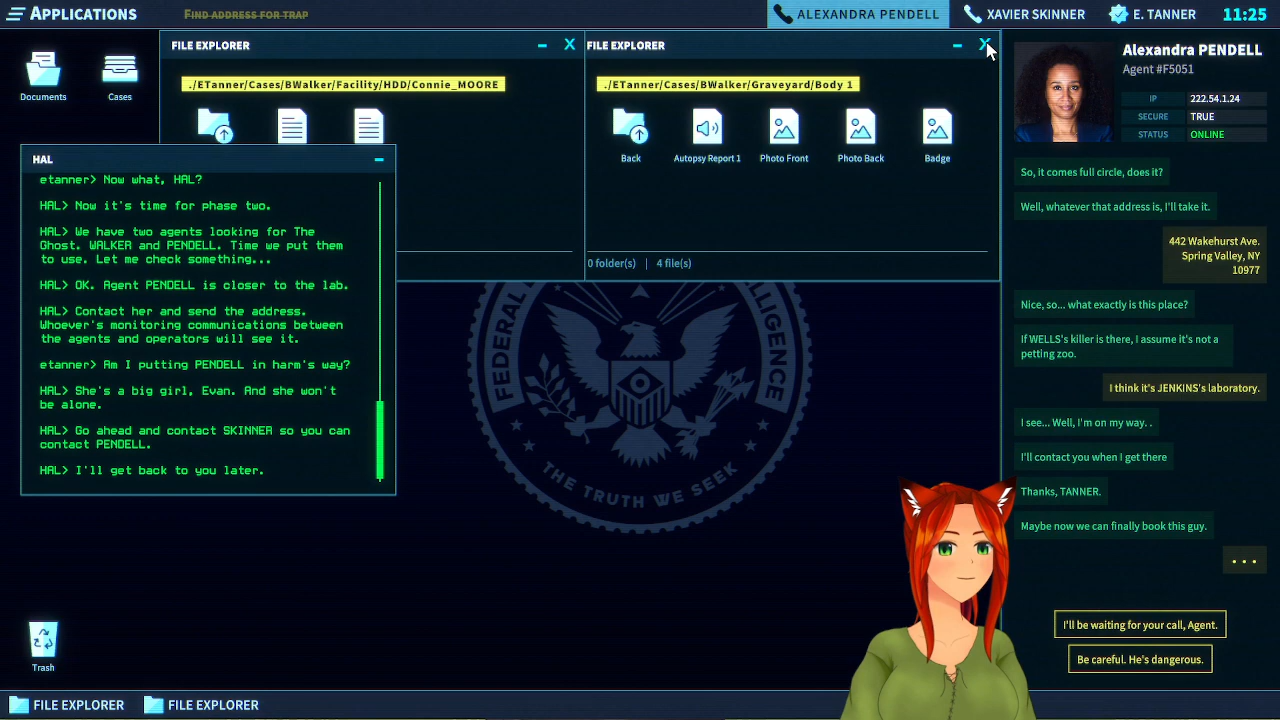 APPLICATIONS
FIND ADDRESS FOR TRAP
ALEXANDRA PENDELL
XAVIER SKINNER
E. TANNER
11:25
Documents
Cases
FILE EXPLORER
./ETanner/Cases/BWalker/Facility/HDD/Connie_MOORE
FILE EXPLORER
./ETanner/Cases/BWalker/Graveyard/Body 1
Back
Autopsy Report 1
Photo Front
Photo Back
Badge
0 folder(s) | 4 file(s)
HAL
etanner> Now what, HAL?
HAL> Now it's time for phase two.
HAL> We have two agents looking for The
Ghost. WALKER and PENDELL. Time we put them
to use. Let me check something...
HAL> OK. Agent PENDELL is closer to the lab.
HAL> Contact her and send the address.
Whoever's monitoring communications between
the agents and operators will see it.
etanner> Am I putting PENDELL in harm's way?
HAL> She's a big girl, Evan. And she won't
be alone.
HAL> Go ahead and contact SKINNER so you can
contact PENDELL.
HAL> I'll get back to you later.
FEDERAL
LLIGENCE
THE TRUTH WE SEEK
Alexandra PENDELL
Agent #F5051
IP 222.54.1.24
SECURE TRUE
STATUS ONLINE
So, it comes full circle, does it?
Well, whatever that address is, I'll take it.
442 Wakehurst Ave.
Spring Valley, NY
10977
Nice, so... what exactly is this place?
If WELLS's killer is there, I assume it's not a
petting zoo.
I think it's JENKINS's laboratory.
I see... Well, I'm on my way. .
I'll contact you when I get there
Thanks, TANNER.
Maybe now we can finally book this guy.
...
I'll be waiting for your call, Agent.
Be careful. He's dangerous.
Trash
FILE EXPLORER
FILE EXPLORER